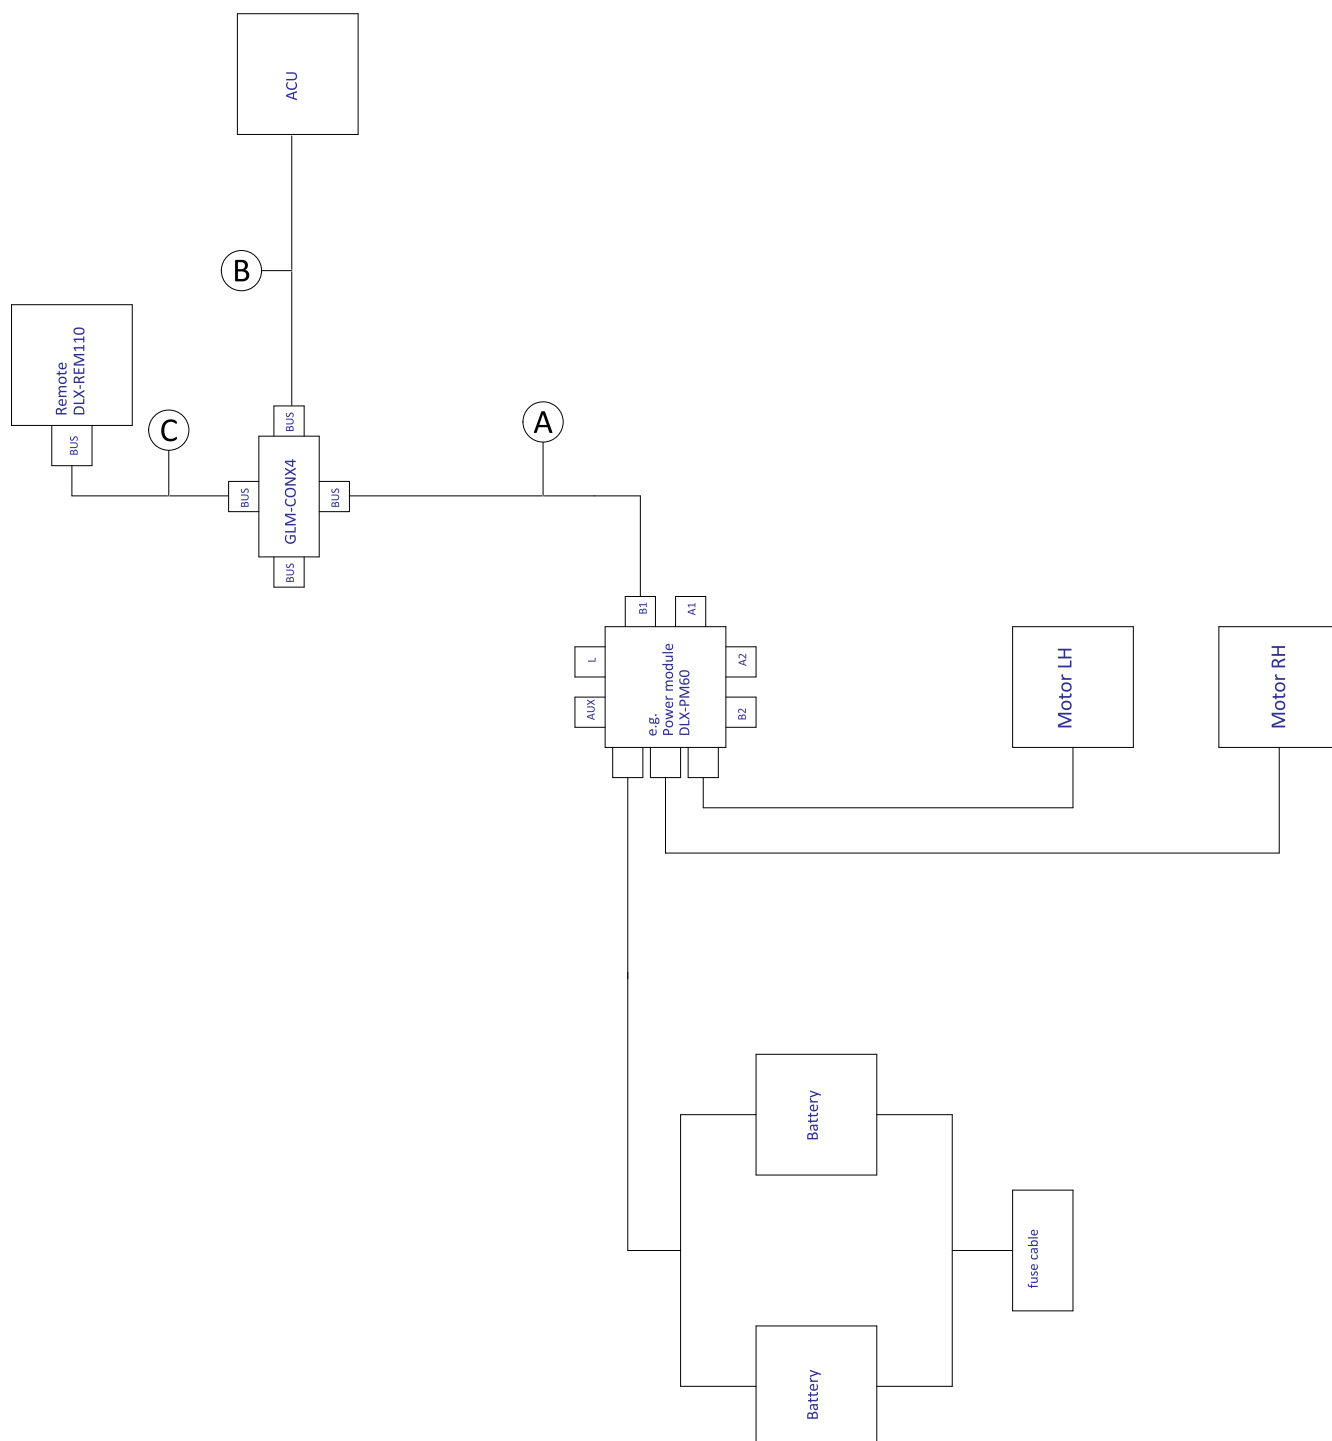 ACU
B
Remote
DLX-REM110
BUS
C
BUS
BUS
GLM-CONX4
BUS
BUS
A
B1
A1
L
A2
AUX
B2
e.g.
Power module
DLX-PM60
Motor LH
Motor RH
Battery
fuse cable
Battery